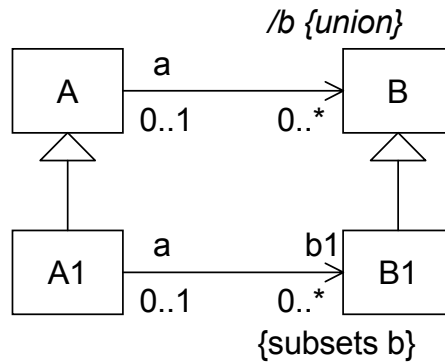 /b {union}
a
A
B
0..1
0..*
a
b1
A1
B1
0..1
0..*
{subsets b}